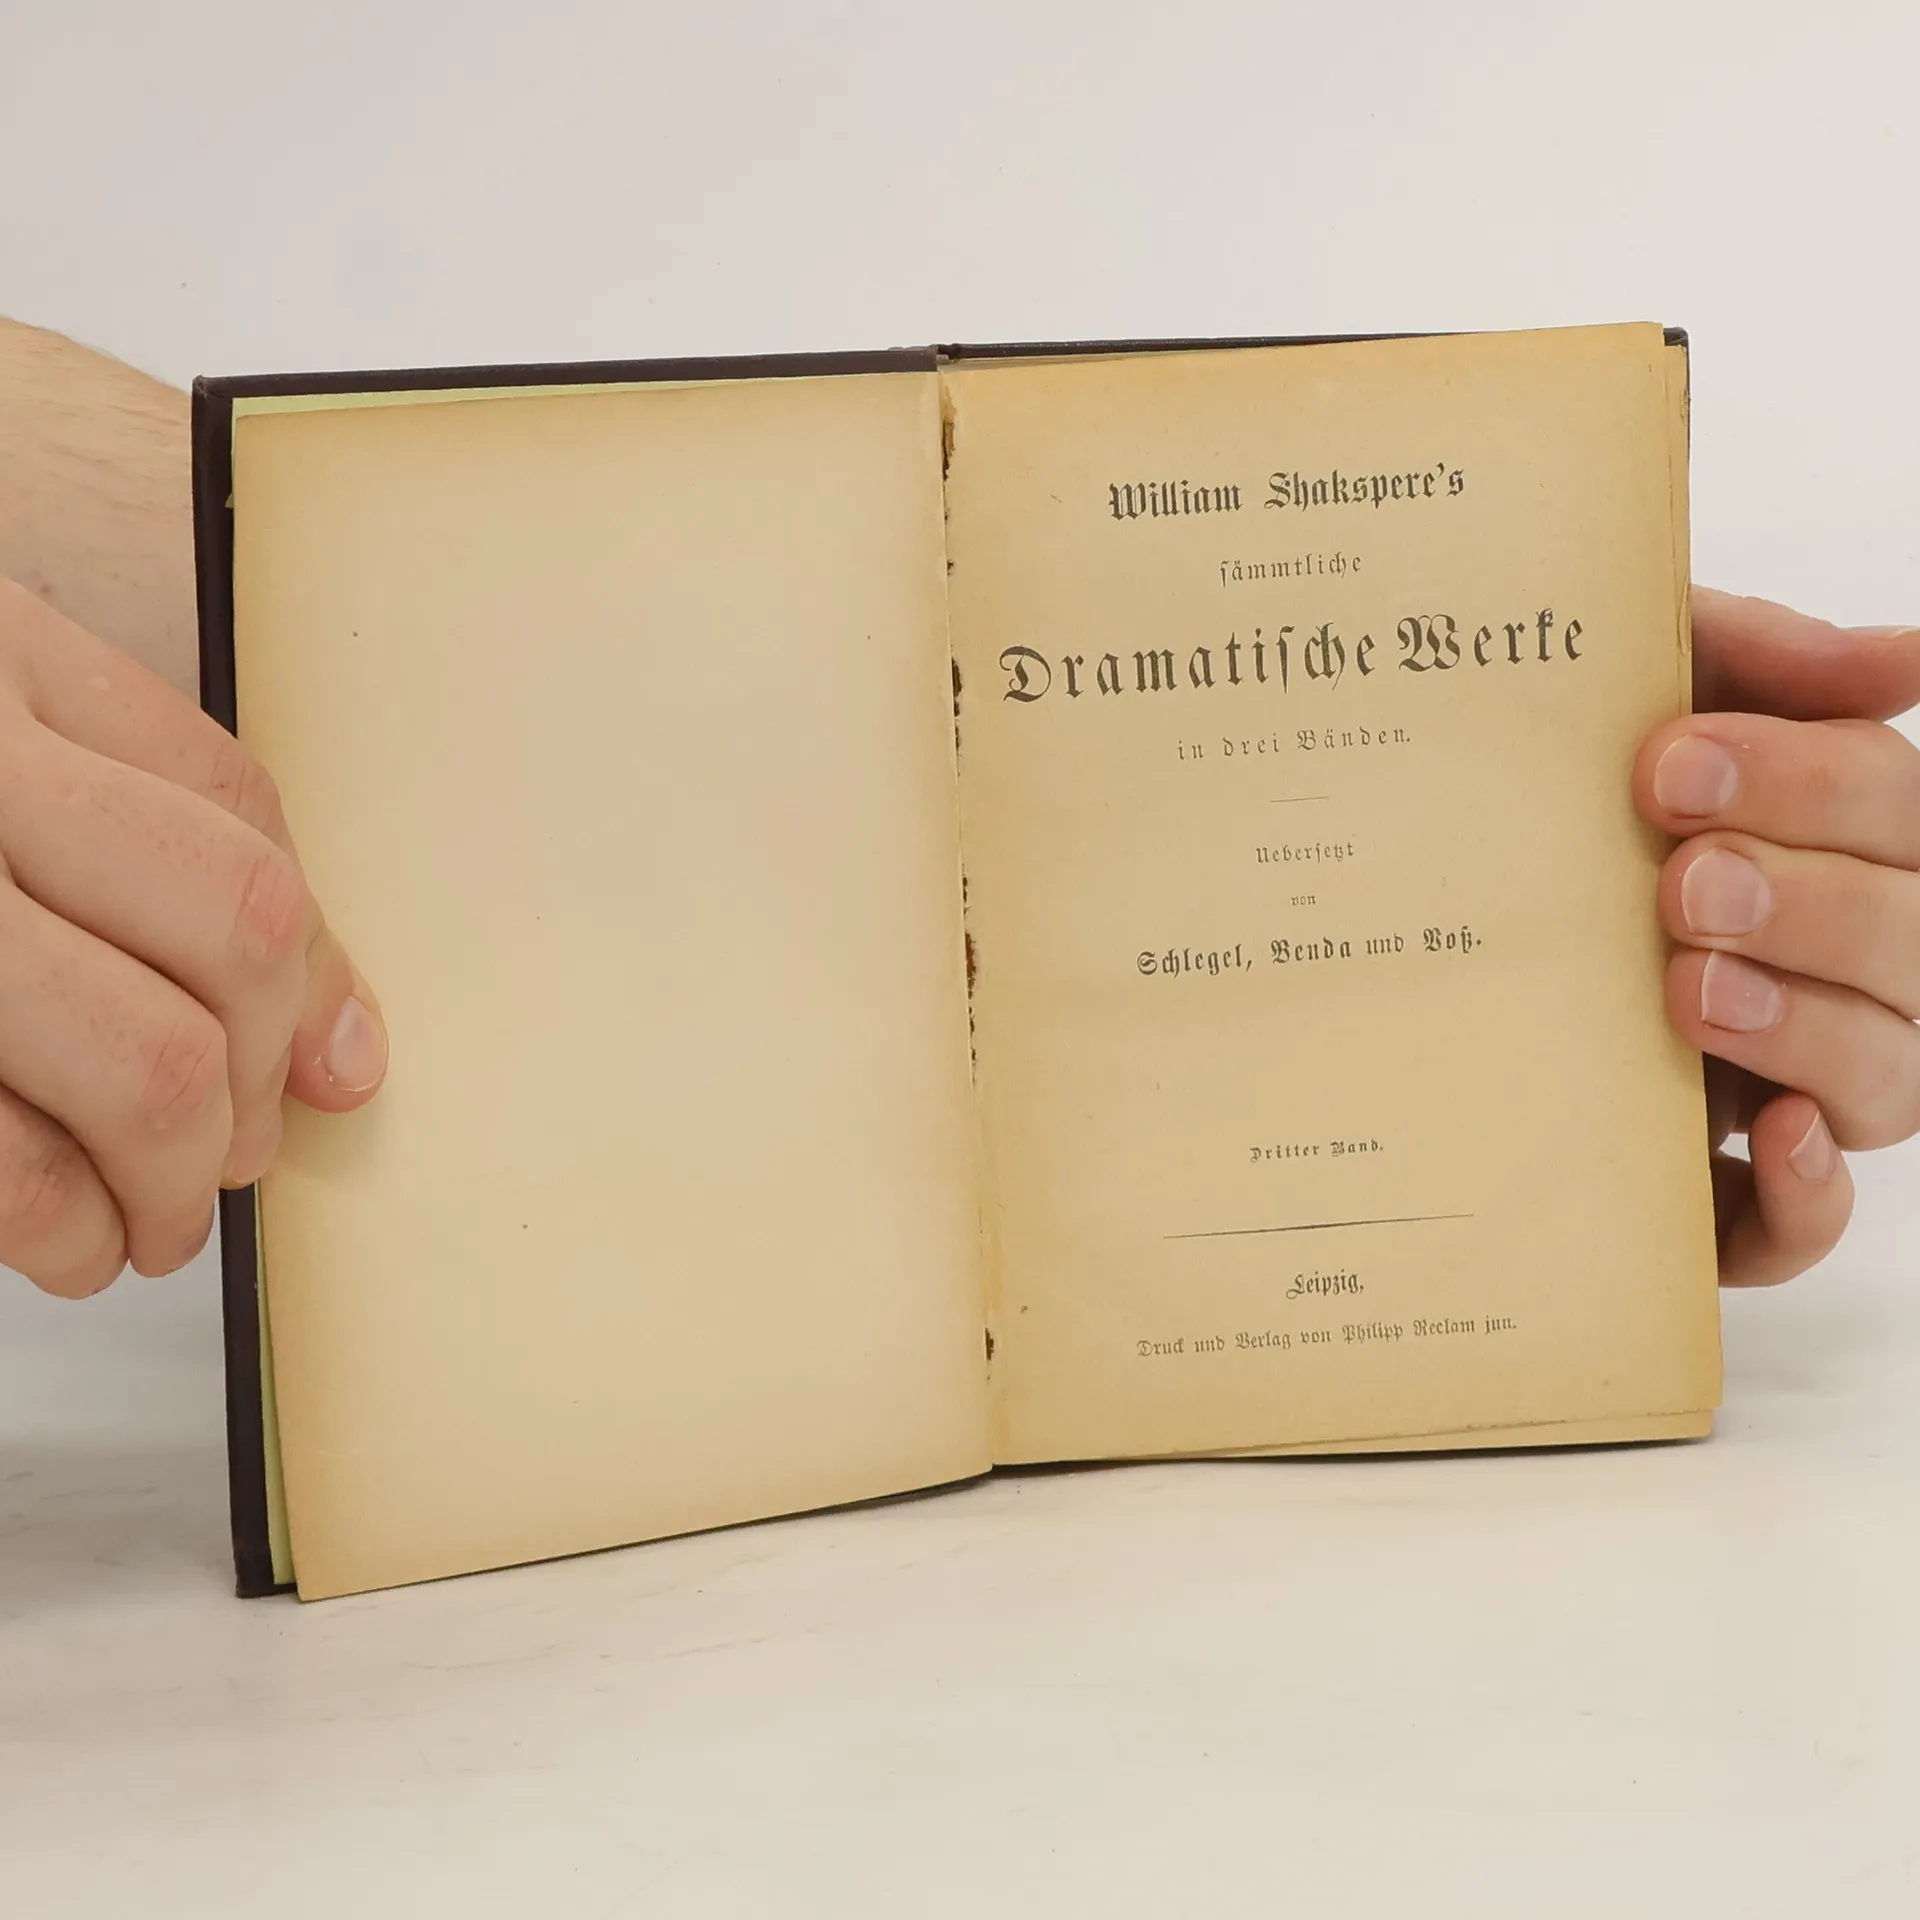 William Shakspere's
ſämmtliche
Dramatiſche Werke
in drei Bänden.
Ueberſetzt
von
Schlegel, Benda und Voß.
Dritter Band.
Leipzig,
Druck und Verlag von Philipp Reclam jun.